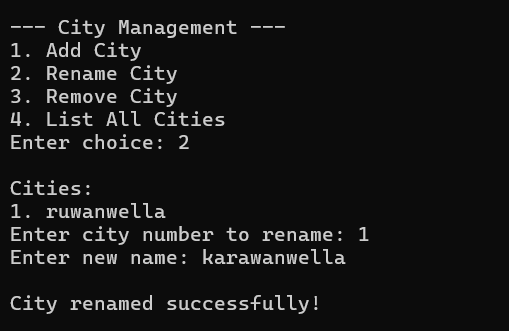 --- City Management ---
1. Add City
2. Rename City
3. Remove City
4. List All Cities
Enter choice: 2
Cities:
1. ruwanwella
Enter city number to rename: 1
Enter new name: karawanwella
City renamed successfully!